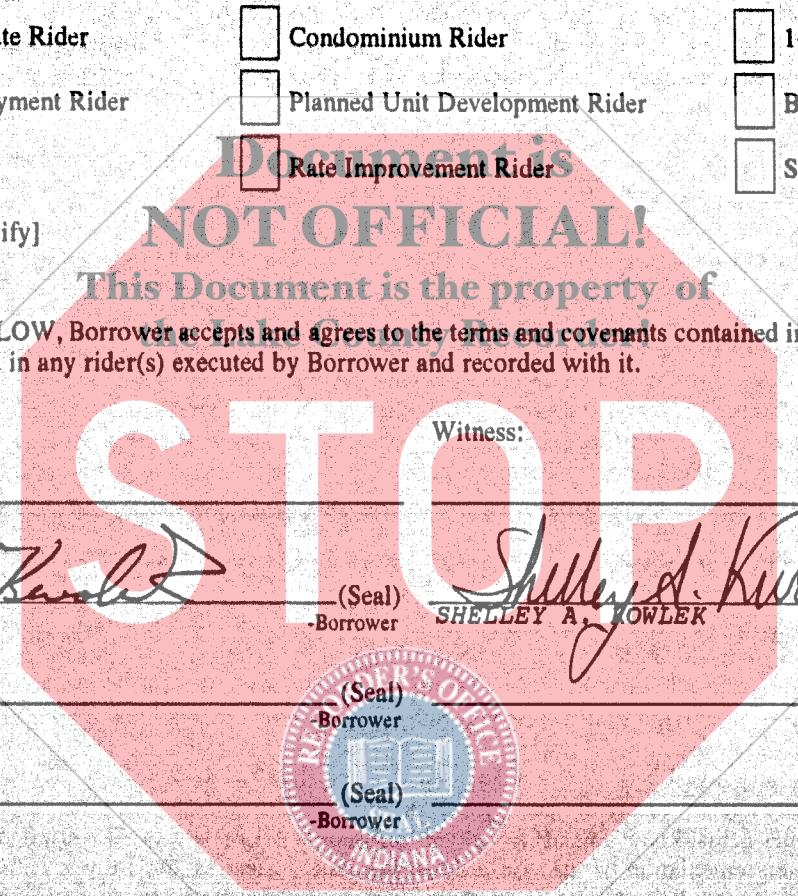 te Rider Condominium Rider 1
yment Rider Planned Unit Development Rider B
Document is
Rate Improvement Rider S
NOT OFFICIAL!
ify]
This Document is the property of
the Lake County Recorder!
LOW, Borrower accepts and agrees to the terms and covenants contained in
in any rider(s) executed by Borrower and recorded with it.
STOP
Witness:
(Seal)
-Borrower
Shelley A.
SHELLEY A. KOWLEK
(Seal)
-Borrower
(Seal)
-Borrower
RECORDER'S OFFICE
SEAL
INDIANA